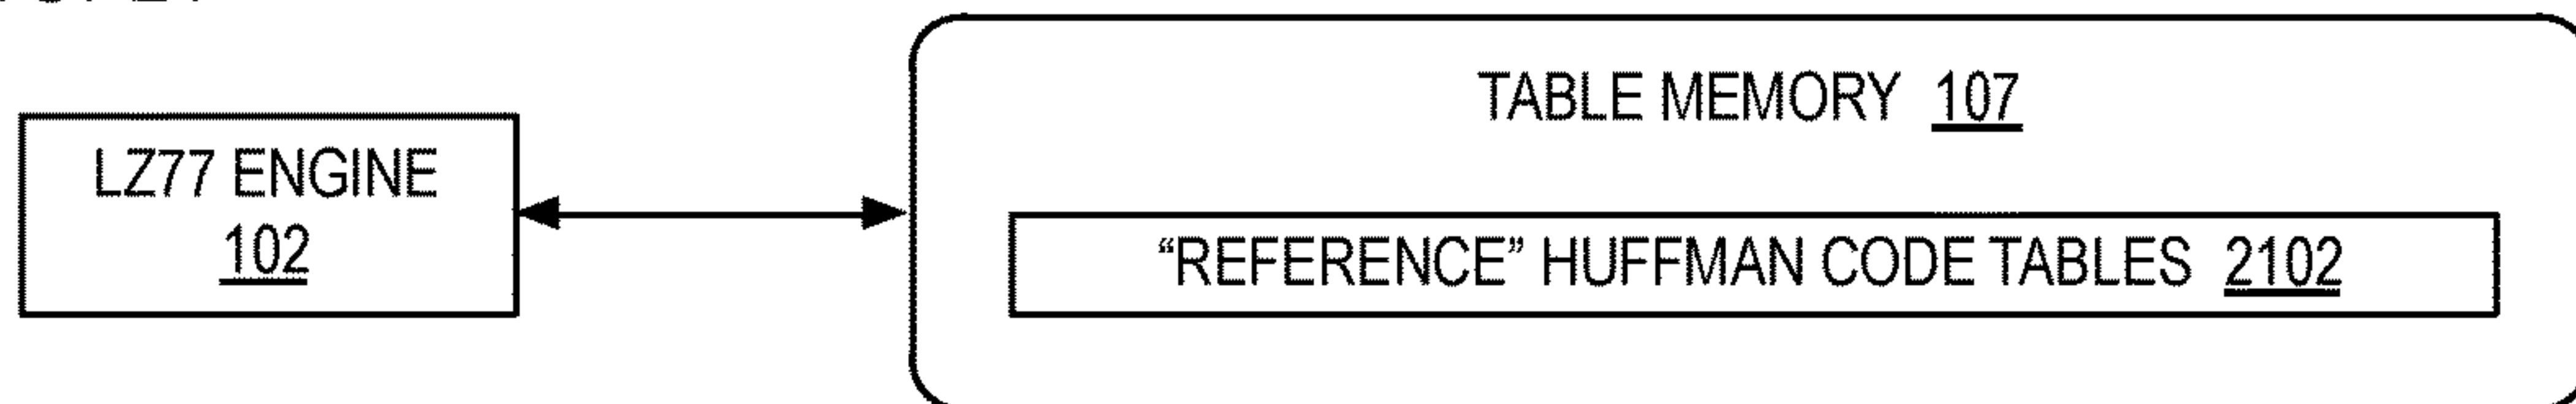 TABLE MEMORY 107
LZ77 ENGINE
102
“REFERENCE” HUFFMAN CODE TABLES 2102